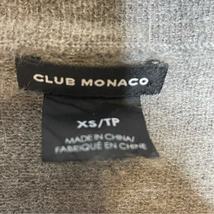 CLUB MONACO
XS/TP
MADE IN CHINA/
FABRIQUÉ EN CHINE